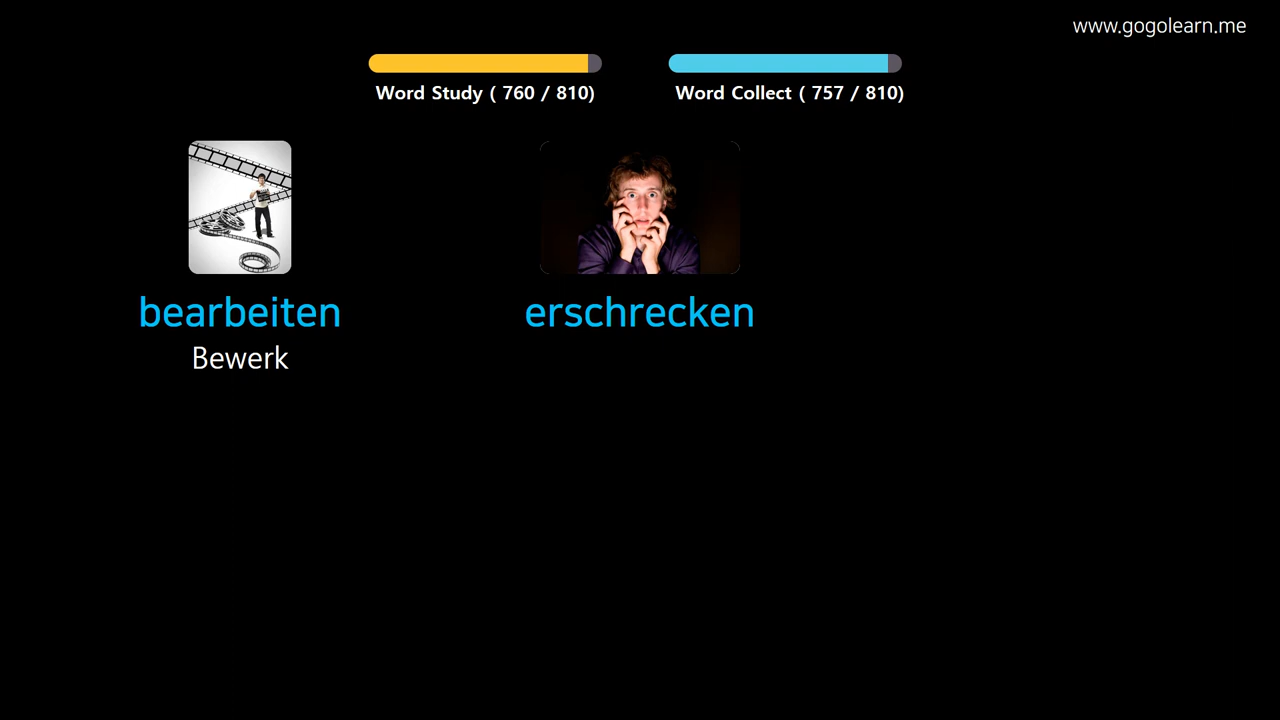 www.gogolearn.me
Word Study ( 760 / 810)
Word Collect ( 757 / 810)
bearbeiten
erschrecken
Bewerk